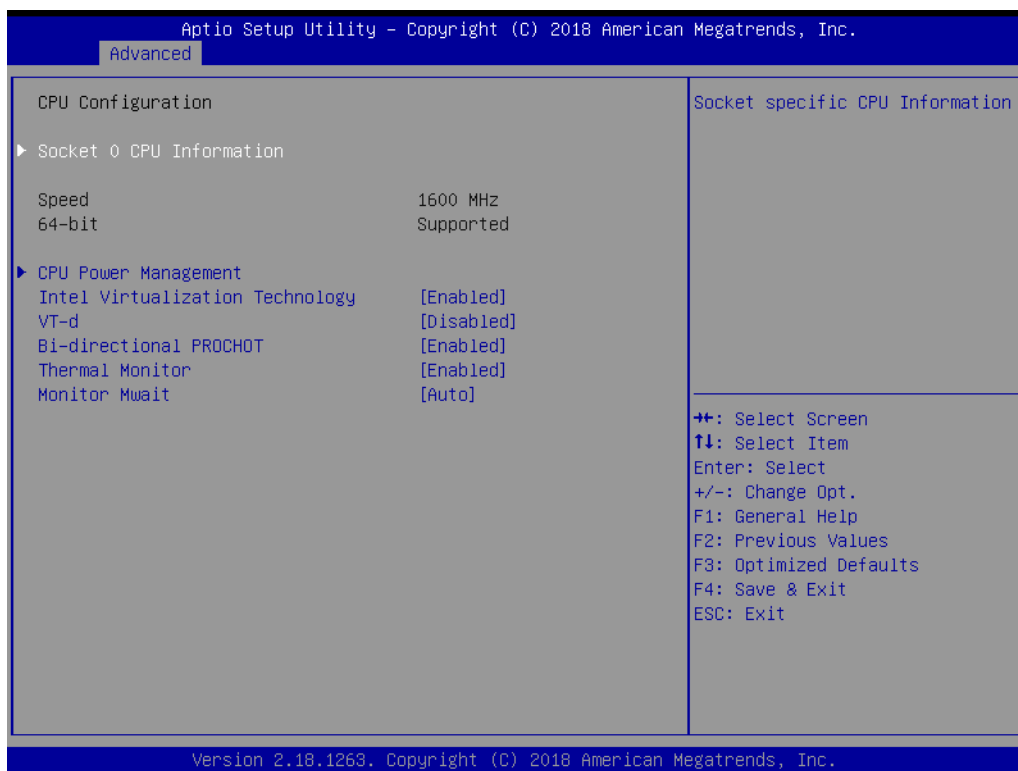 Aptio Setup Utility – Copyright (C) 2018 American Megatrends, Inc.
Advanced
CPU Configuration
Socket 0 CPU Information
Speed 1600 MHz
64-bit Supported
CPU Power Management
Intel Virtualization Technology [Enabled]
VT-d [Disabled]
Bi-directional PROCHOT [Enabled]
Thermal Monitor [Enabled]
Monitor Mwait [Auto]
Socket specific CPU Information
→←: Select Screen
↑↓: Select Item
Enter: Select
+/-: Change Opt.
F1: General Help
F2: Previous Values
F3: Optimized Defaults
F4: Save & Exit
ESC: Exit
Version 2.18.1263. Copyright (C) 2018 American Megatrends, Inc.